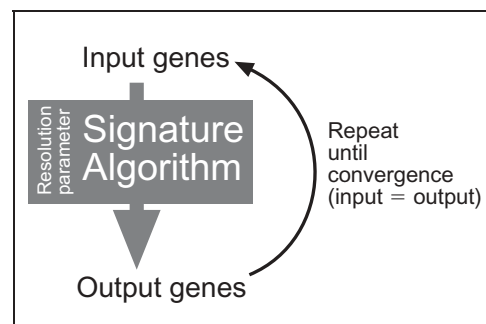 Input genes
Resolution
parameter
Signature
Algorithm
Repeat
until
convergence
(input = output)
Output genes